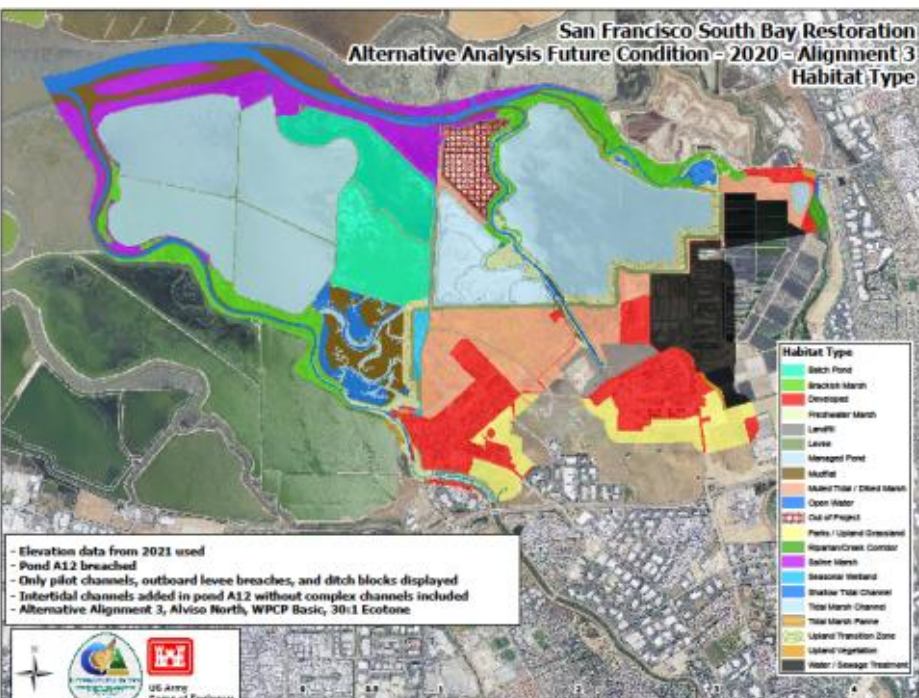 San Francisco South Bay Restoration
Alternative Analysis Future Condition - 2020 - Alignment 3
Habitat Type
Habitat Type
Batch Pond
Brackish Marsh
Developed
Freshwater Marsh
Landfill
Levee
Managed Pond
Mudflat
Muted Tidal / Diked Marsh
Open Water
Out of Project
Parks / Upland Grassland
Riparian/Creek Corridor
Saline Marsh
Seasonal Wetland
Shallow Tidal Channel
Tidal Marsh Channel
Tidal Marsh Panne
Upland Transition Zone
Upland Vegetation
Water / Sewage Treatment
- Elevation data from 2021 used
- Pond A12 breached
- Only pilot channels, outboard levee breaches, and ditch blocks displayed
- Intertidal channels added in pond A12 without complex channels included
- Alternative Alignment 3, Alviso North, WPCP Basic, 30:1 Ecotone
N
US Army
Corps of Engineers